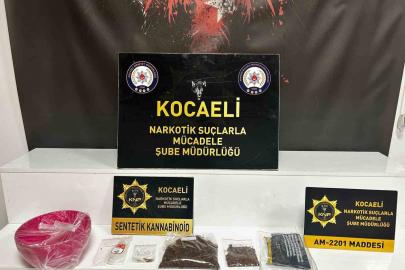 KOCAELİ
NARKOTİK SUÇLARLA
MÜCADELE
ŞUBE MÜDÜRLÜĞÜ
KOCAELİ
NARKOTİK SUÇLARLA
MÜCADELE
ŞUBE MÜDÜRLÜĞÜ
SENTETİK KANNABİNOİD
KOCAELİ
NARKOTİK SUÇLARLA
MÜCADELE
ŞUBE MÜDÜRLÜĞÜ
AM-2201 MADDESİ